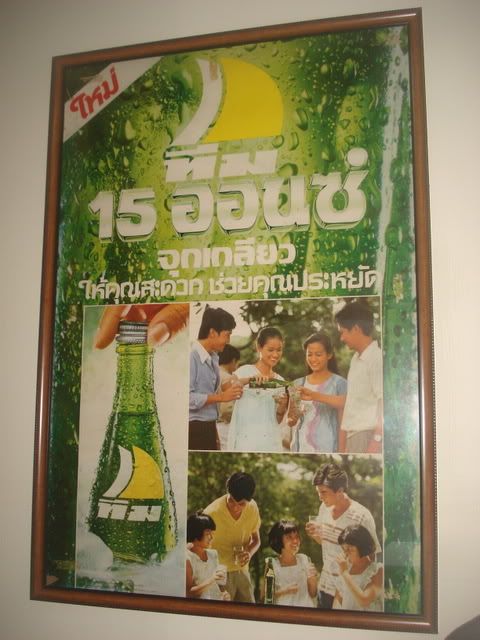 ใหม่
ทีม
15 ออนซ์
จุกเกลียว
ให้คุณสะดวก ช่วยคุณประหยัด
ทีม